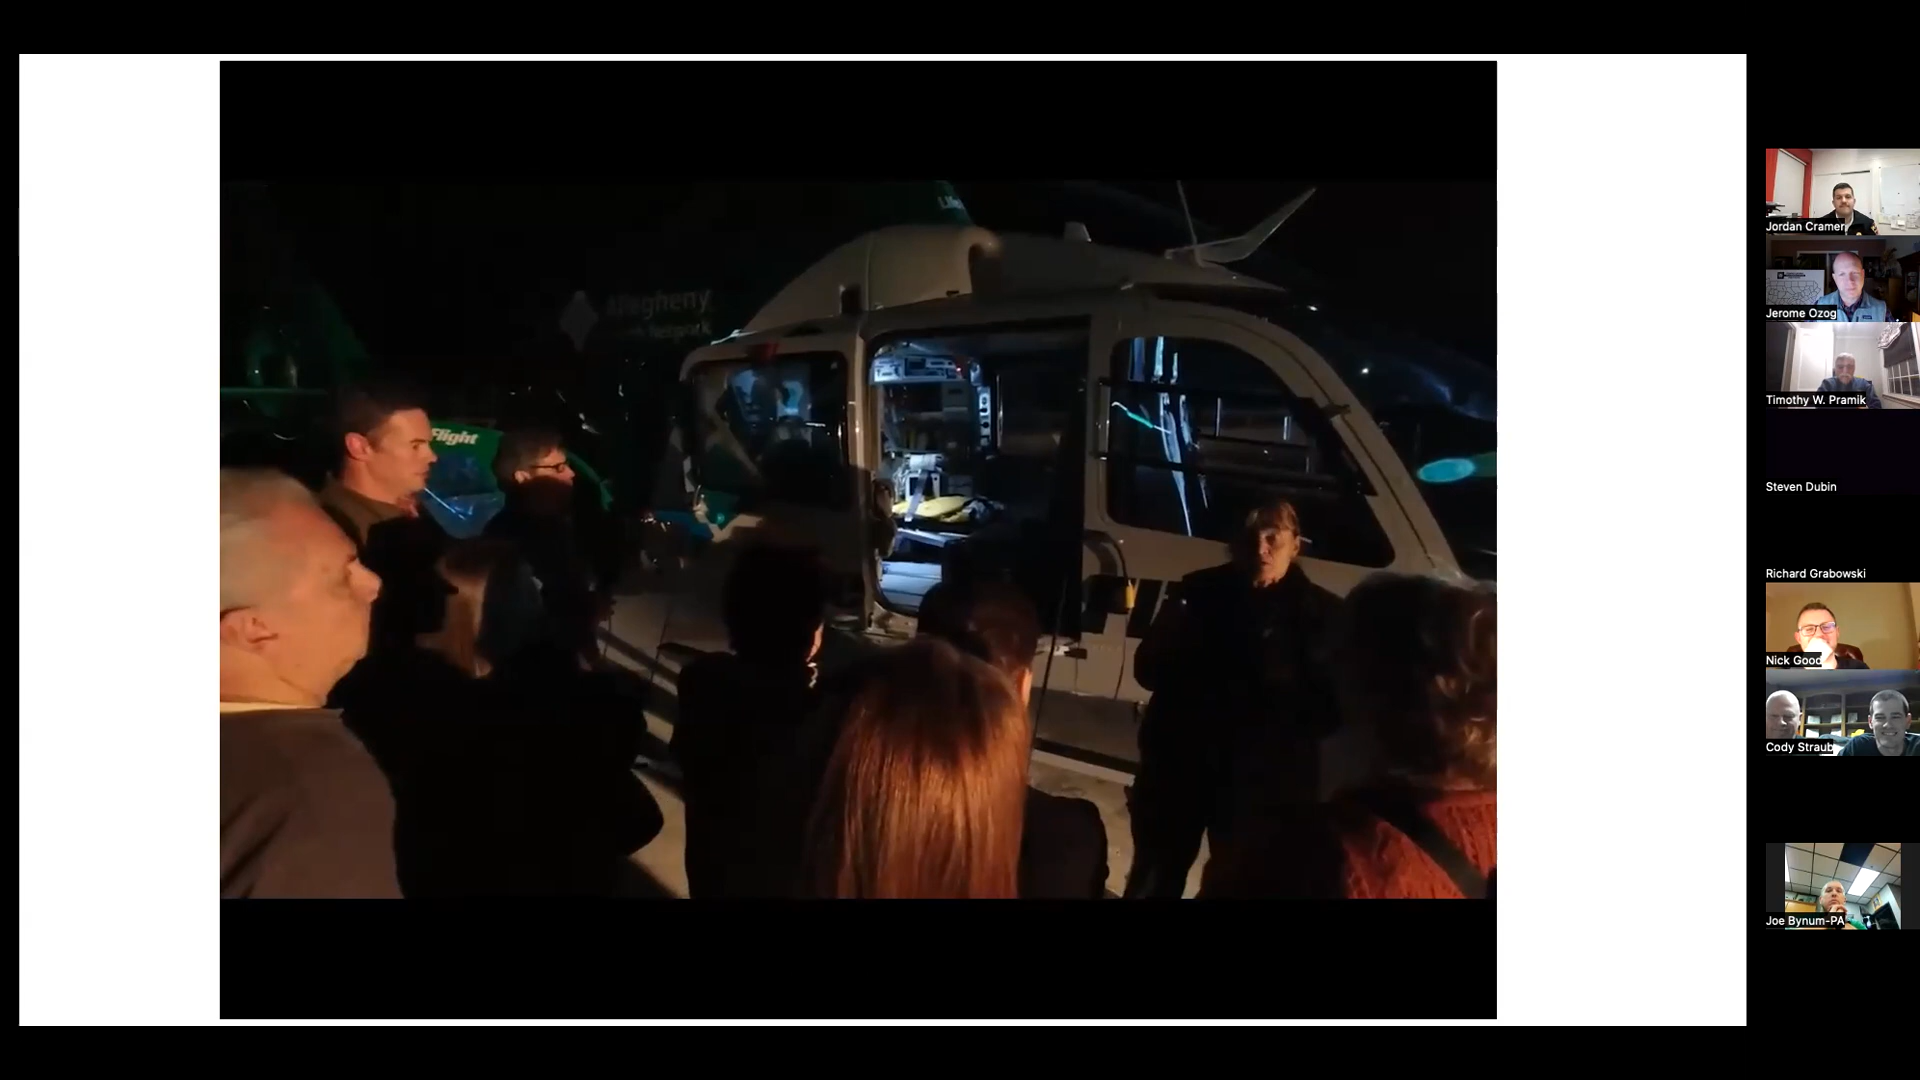 Allegheny
Network
Flight
Jordan Cramer
Jerome Ozog
Timothy W. Pramik
Steven Dubin
Richard Grabowski
Nick Good
Cody Straub
Joe Bynum-PA